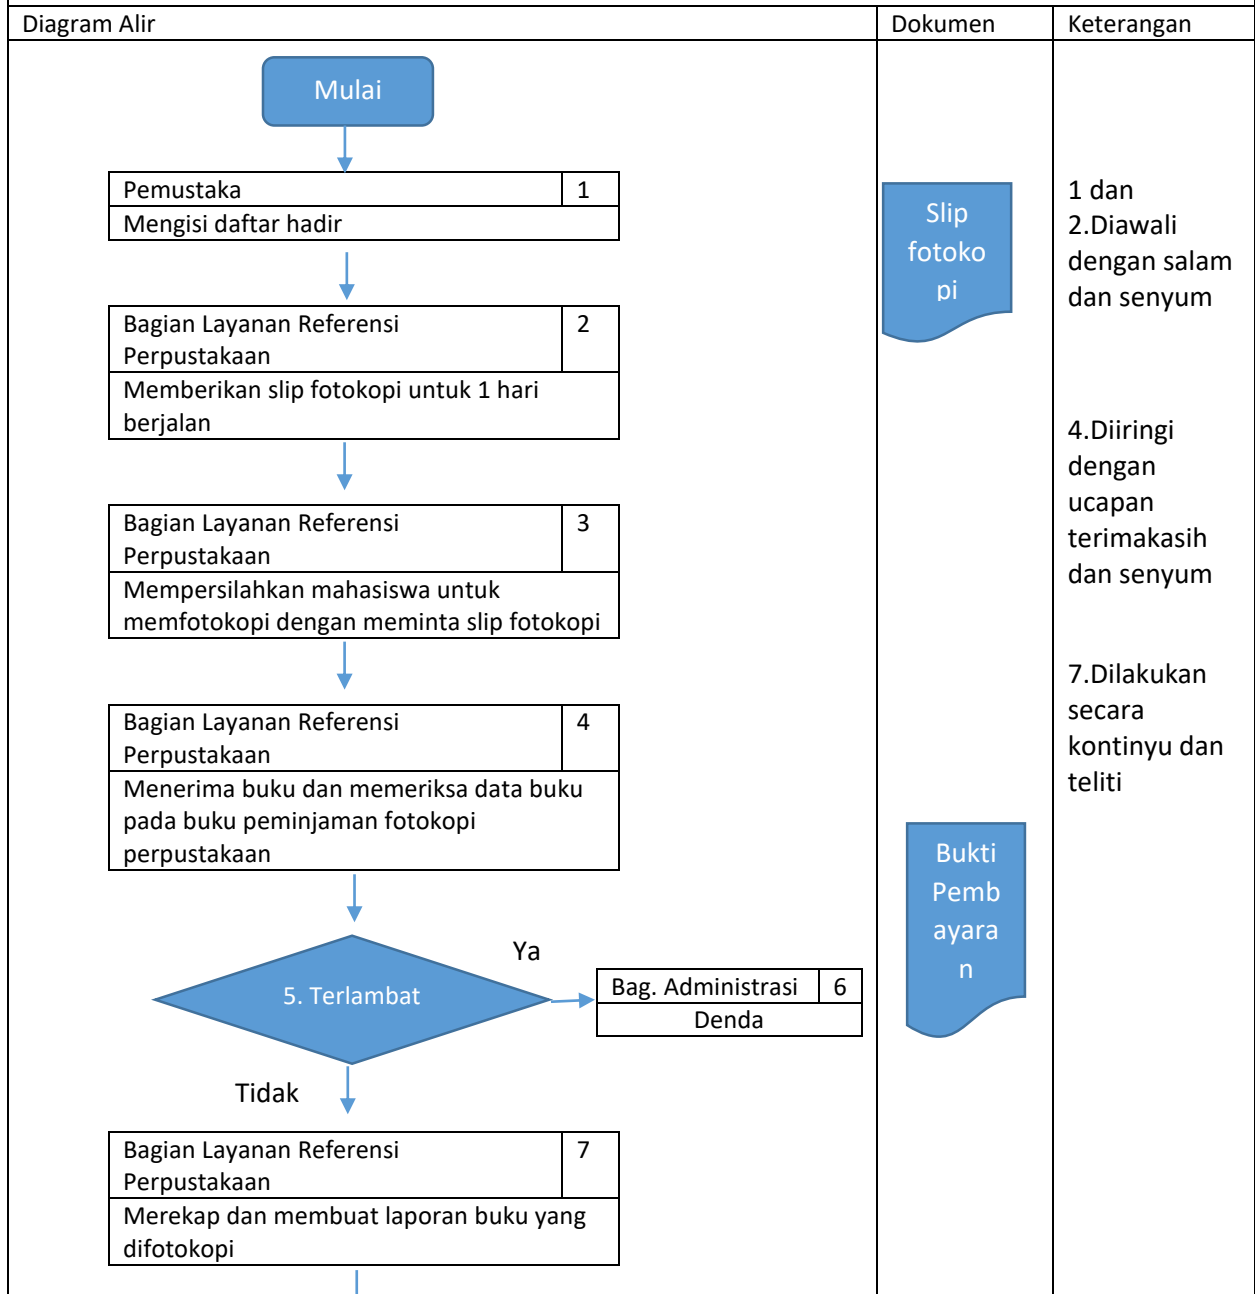 Diagram Alir
Dokumen
Keterangan
Mulai
Pemustaka
1
Mengisi daftar hadir
Bagian Layanan Referensi
Perpustakaan
2
Memberikan slip fotokopi untuk 1 hari
berjalan
Bagian Layanan Referensi
Perpustakaan
3
Mempersilahkan mahasiswa untuk
memfotokopi dengan meminta slip fotokopi
Bagian Layanan Referensi
Perpustakaan
4
Menerima buku dan memeriksa data buku
pada buku peminjaman fotokopi
perpustakaan
5. Terlambat
Ya
Bag. Administrasi
6
Denda
Tidak
Bagian Layanan Referensi
Perpustakaan
7
Merekap dan membuat laporan buku yang
difotokopi
Slip
fotoko
pi
Bukti
Pemb
ayara
n
1 dan
2.Diawali
dengan salam
dan senyum
4.Diiringi
dengan
ucapan
terimakasih
dan senyum
7.Dilakukan
secara
kontinyu dan
teliti